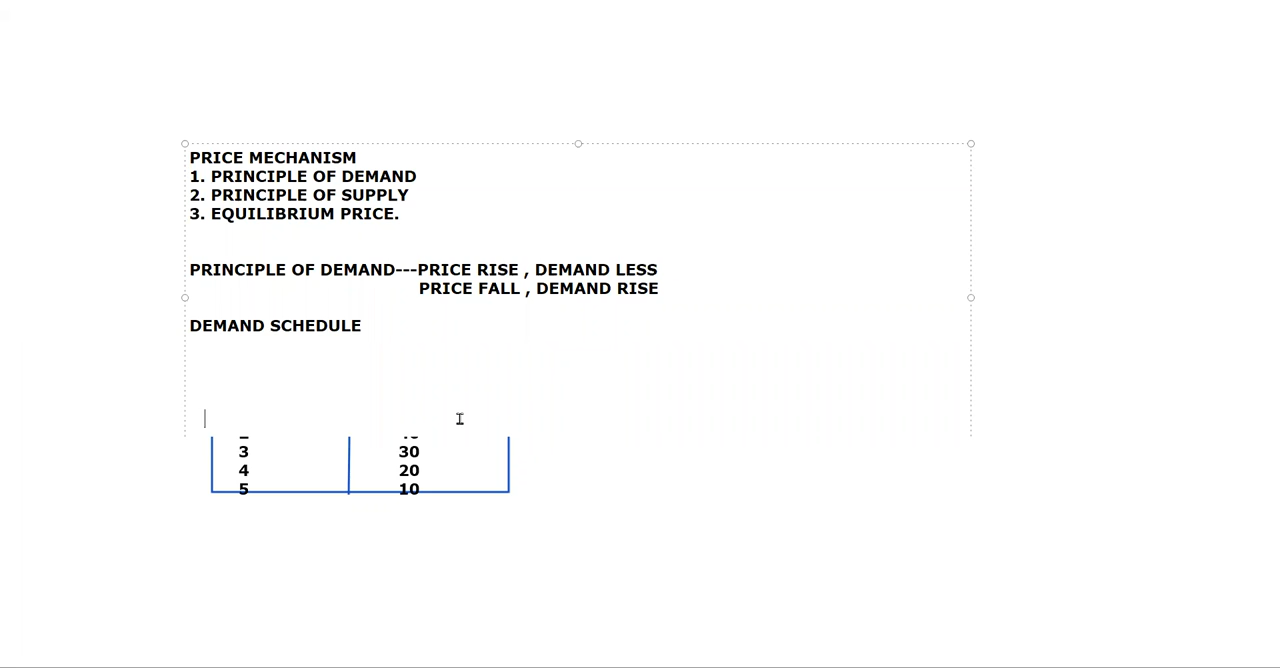 PRICE MECHANISM
1. PRINCIPLE OF DEMAND
2. PRINCIPLE OF SUPPLY
3. EQUILIBRIUM PRICE.
PRINCIPLE OF DEMAND---PRICE RISE , DEMAND LESS
PRICE FALL , DEMAND RISE
DEMAND SCHEDULE
3 30
4 20
5 10